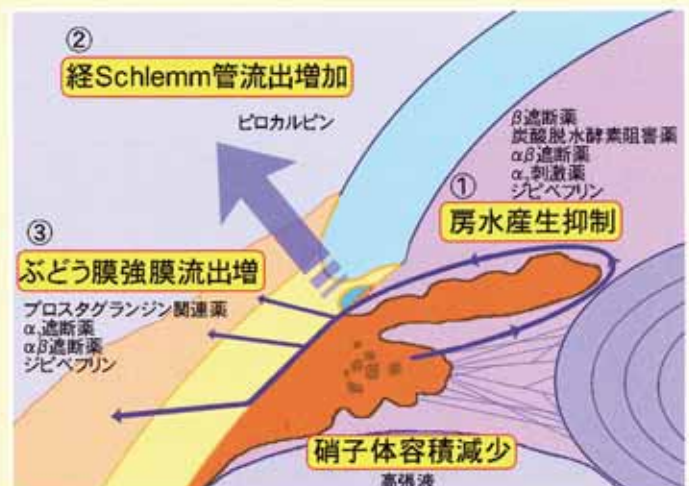 ②
経Schlemm管流出増加
ピロカルピン
β遮断薬
炭酸脱水酵素阻害薬
αβ遮断薬
α₂刺激薬
ジピベフリン
①
房水産生抑制
③
ぶどう膜強膜流出増
プロスタグランジン関連薬
α₁遮断薬
αβ遮断薬
ジピベフリン
硝子体容積減少
高張液